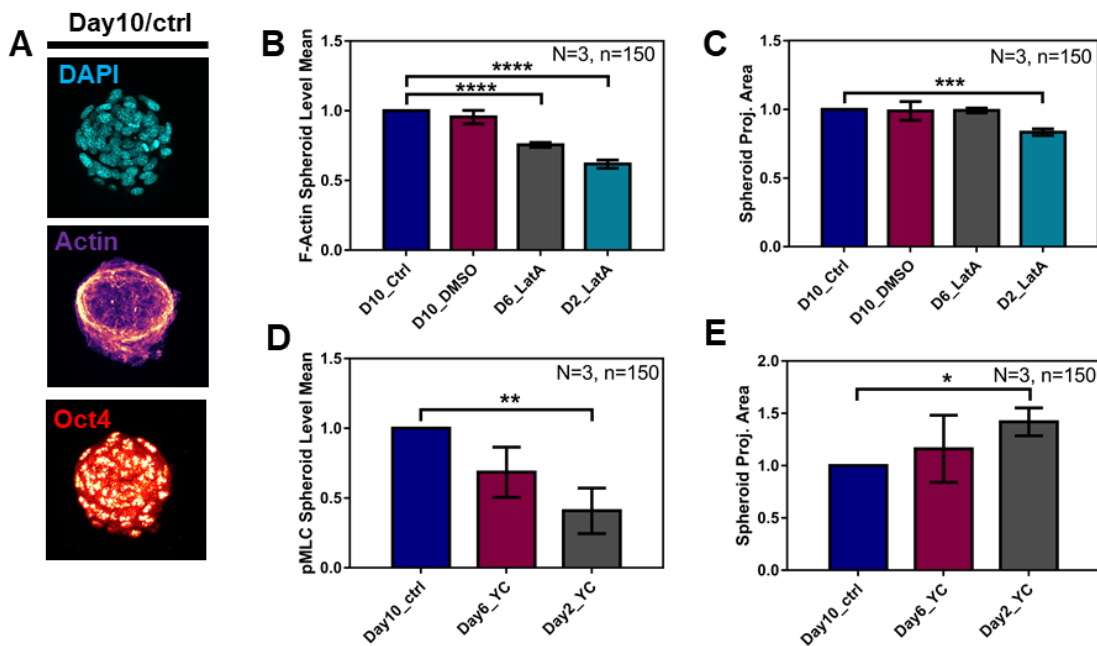 A
Day10/ctrl
DAPI
Actin
Oct4
B
F-Actin Spheroid Level Mean
1.5
1.0
0.5
0.0
N=3, n=150
****
****
D10_Ctrl
D10_DMSO
D6_LatA
D2_LatA
C
Spheroid Proj. Area
1.5
1.0
0.5
0.0
N=3, n=150
***
D10_Ctrl
D10_DMSO
D6_LatA
D2_LatA
D
pMLC Spheroid Level Mean
1.5
1.0
0.5
0.0
N=3, n=150
**
Day10_ctrl
Day6_YC
Day2_YC
E
Spheroid Proj. Area
2.0
1.5
1.0
0.5
0.0
N=3, n=150
*
Day10_ctrl
Day6_YC
Day2_YC